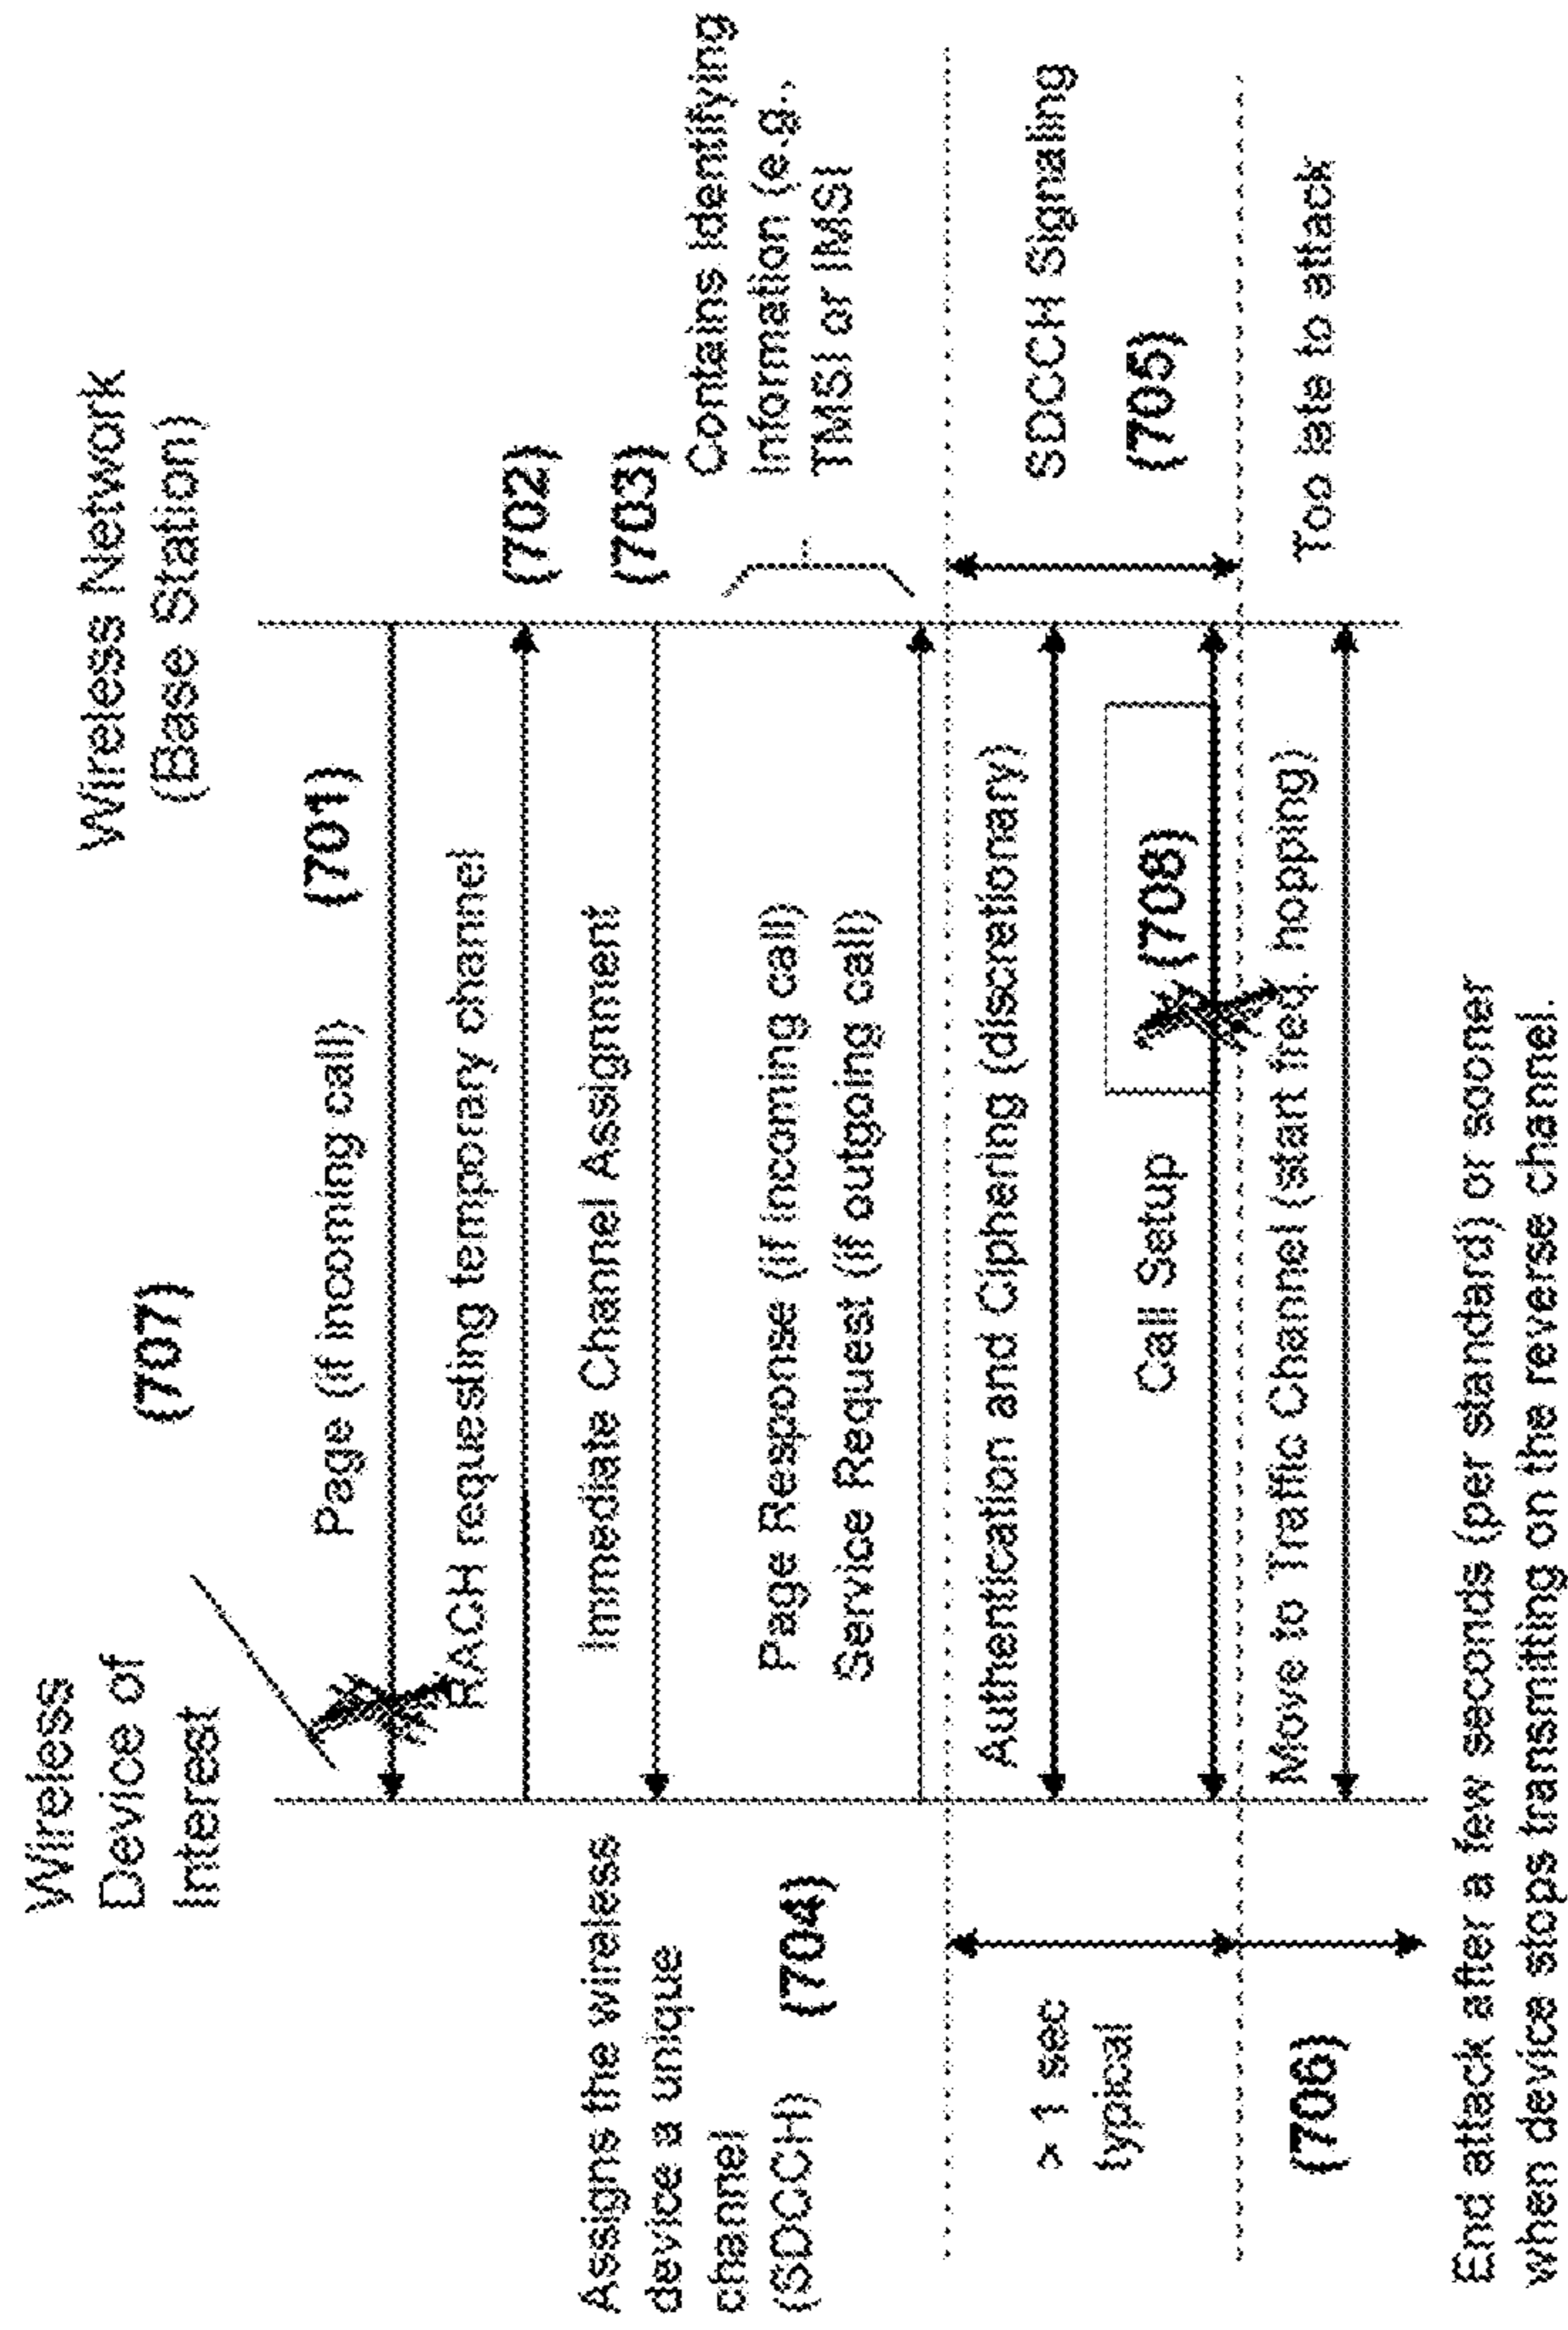 Wireless
Device of
Interest
(707)
Wireless Network
(Base Station)
Page (if incoming call)
(701)
RACH requesting temporary channel
(702)
Immediate Channel Assignment
(703)
Assigns the wireless
device a unique
channel
(SDCCH)
(704)
Page Response (if incoming call)
Service Request (if outgoing call)
Contains Identifying
Information (e.g.,
TMSI or IMSI
Authentication and Ciphering (discretionary)
> 1 sec
typical
Call Setup
(708)
SDCCH Signaling
(705)
Move to Traffic Channel (start freq. hopping)
(706)
Too late to attack
End attack after a few seconds (per standard) or sooner
when device stops transmiting on the reverse channel.